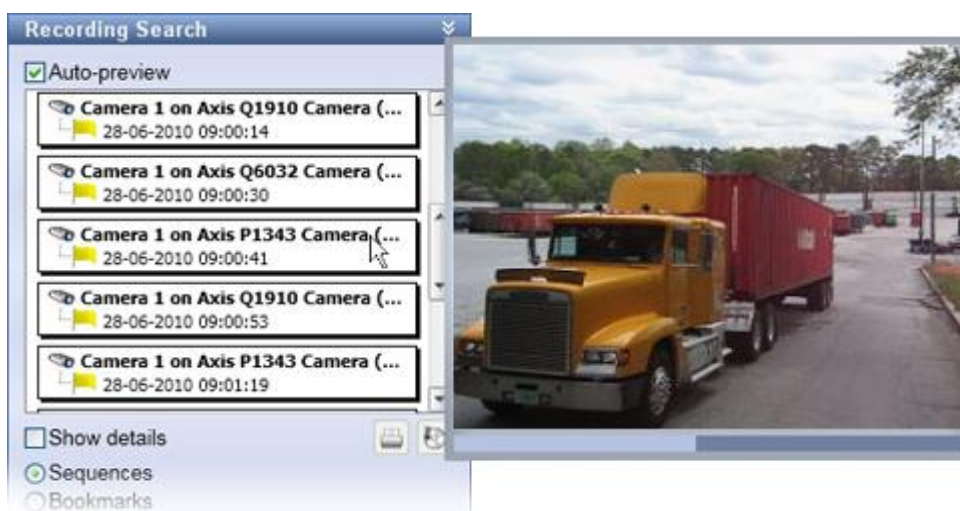 Recording Search
Auto-preview
Camera 1 on Axis Q1910 Camera (...
28-06-2010 09:00:14
Camera 1 on Axis Q6032 Camera (...
28-06-2010 09:00:30
Camera 1 on Axis P1343 Camera (...
28-06-2010 09:00:41
Camera 1 on Axis Q1910 Camera (...
28-06-2010 09:00:53
Camera 1 on Axis P1343 Camera (...
28-06-2010 09:01:19
Show details
Sequences
Bookmarks